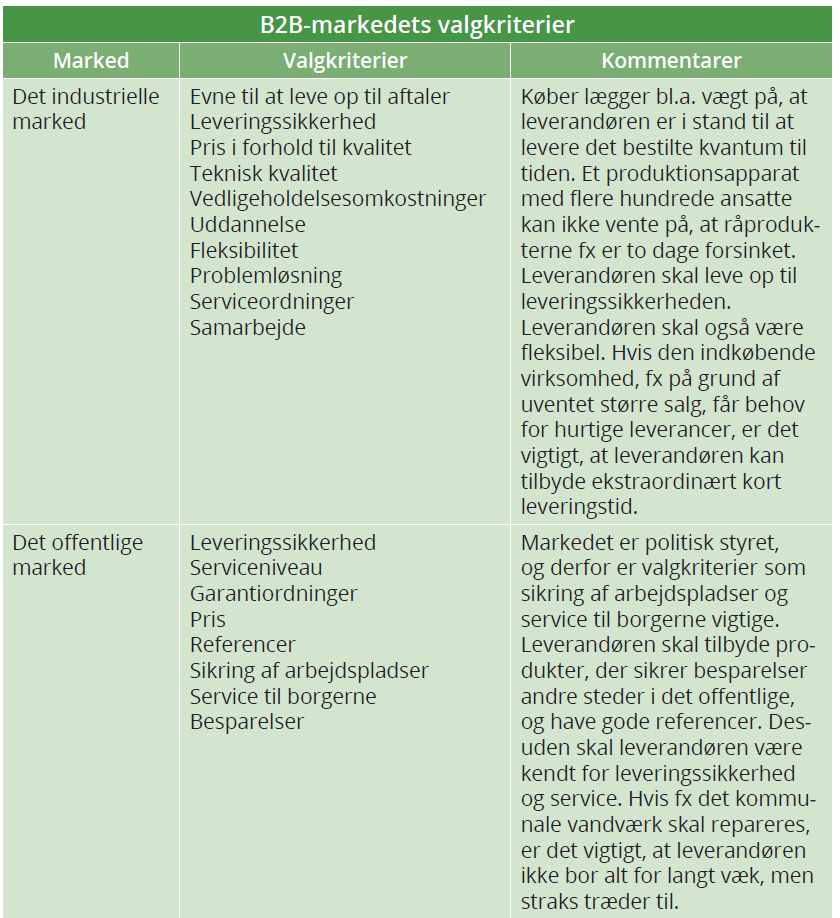 B2B-markedets valgkriterier
Marked
Valgkriterier
Kommentarer
Det industrielle
marked
Evne til at leve op til aftaler
Leveringssikkerhed
Pris i forhold til kvalitet
Teknisk kvalitet
Vedligeholdelsesomkostninger
Uddannelse
Fleksibilitet
Problemløsning
Serviceordninger
Samarbejde
Køber lægger bl.a. vægt på, at
leverandøren er i stand til at
levere det bestilte kvantum til
tiden. Et produktionsapparat
med flere hundrede ansatte
kan ikke vente på, at råproduk-
terne fx er to dage forsinket.
Leverandøren skal leve op til
leveringssikkerheden.
Leverandøren skal også være
fleksibel. Hvis den indkøbende
virksomhed, fx på grund af
uventet større salg, får behov
for hurtige leverancer, er det
vigtigt, at leverandøren kan
tilbyde ekstraordinært kort
leveringstid.
Det offentlige
marked
Leveringssikkerhed
Serviceniveau
Garantiordninger
Pris
Referencer
Sikring af arbejdspladser
Service til borgerne
Besparelser
Markedet er politisk styret,
og derfor er valgkriterier som
sikring af arbejdspladser og
service til borgerne vigtige.
Leverandøren skal tilbyde pro-
dukter, der sikrer besparelser
andre steder i det offentlige,
og have gode referencer. Des-
uden skal leverandøren være
kendt for leveringssikkerhed
og service. Hvis fx det kommu-
nale vandværk skal repareres,
er det vigtigt, at leverandøren
ikke bor alt for langt væk, men
straks træder til.